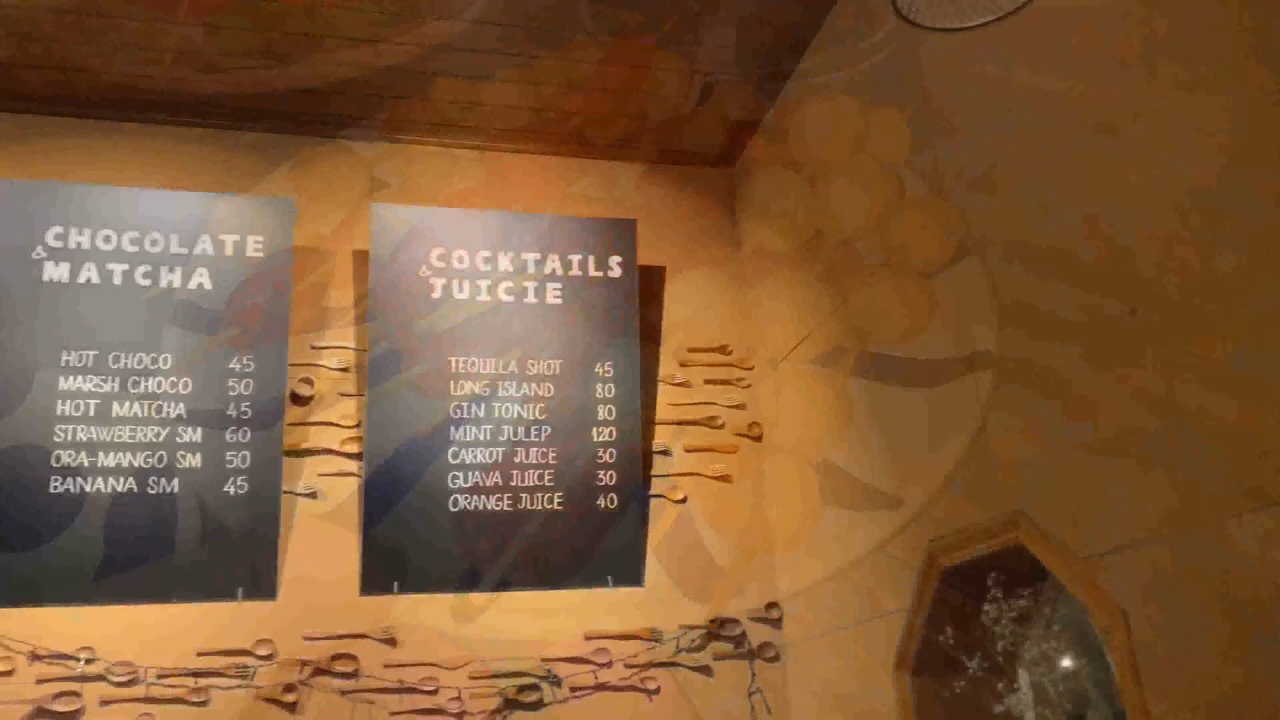 CHOCOLATE
& MATCHA
HOT CHOCO 45
MARSH CHOCO 50
HOT MATCHA 45
STRAWBERRY SM 60
ORA-MANGO SM 50
BANANA SM 45
COCKTAILS
& JUICIE
TEQUILLA SHOT 45
LONG ISLAND 80
GIN TONIC 80
MINT JULEP 120
CARROT JUICE 30
GUAVA JUICE 30
ORANGE JUICE 40